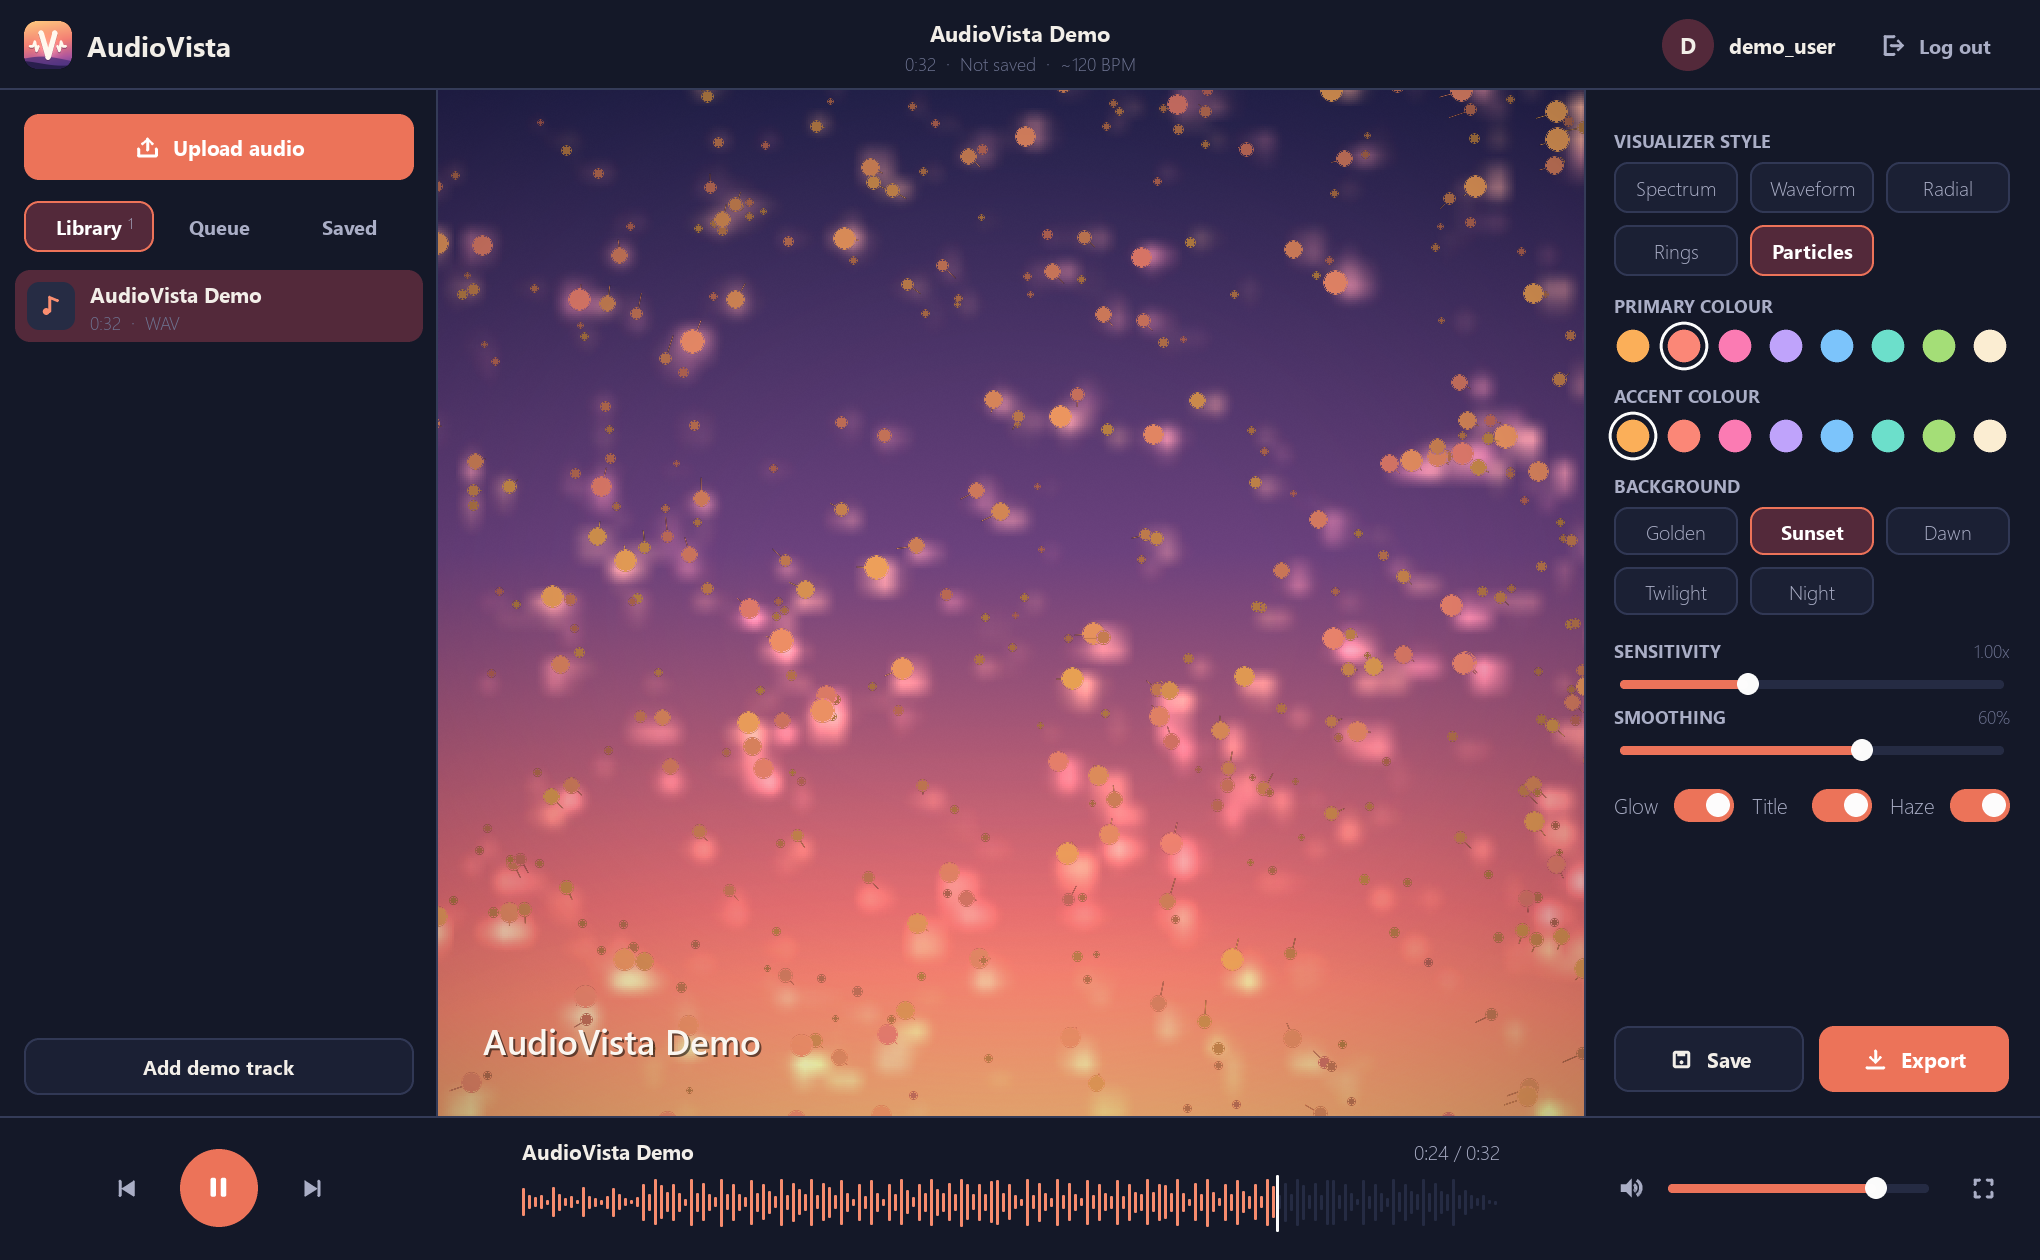 AudioVista
AudioVista Demo
0:32 · Not saved · ~120 BPM
D
demo_user
Log out
Upload audio
Library 1
Queue
Saved
AudioVista Demo
0:32 · WAV
Add demo track
AudioVista Demo
VISUALIZER STYLE
Spectrum
Waveform
Radial
Rings
Particles
PRIMARY COLOUR
ACCENT COLOUR
BACKGROUND
Golden
Sunset
Dawn
Twilight
Night
SENSITIVITY
1.00x
SMOOTHING
60%
Glow
Title
Haze
Save
Export
AudioVista Demo
0:24 / 0:32